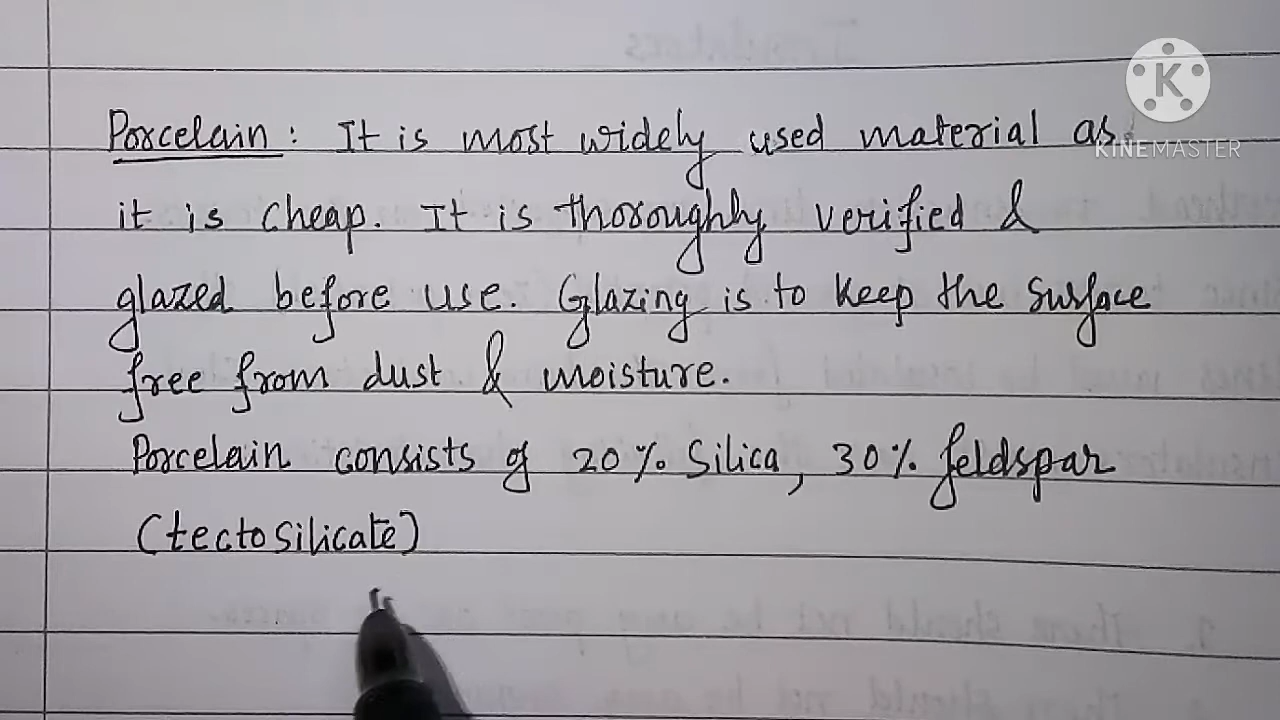 Porcelain: It is most widely used material as
KINEMASTER
it is cheap. It is thoroughly verified &
glazed before use. Glazing is to keep the surface
free from dust & moisture.
Porcelain consists of 20% Silica, 30% feldspar
(tectosilicate)